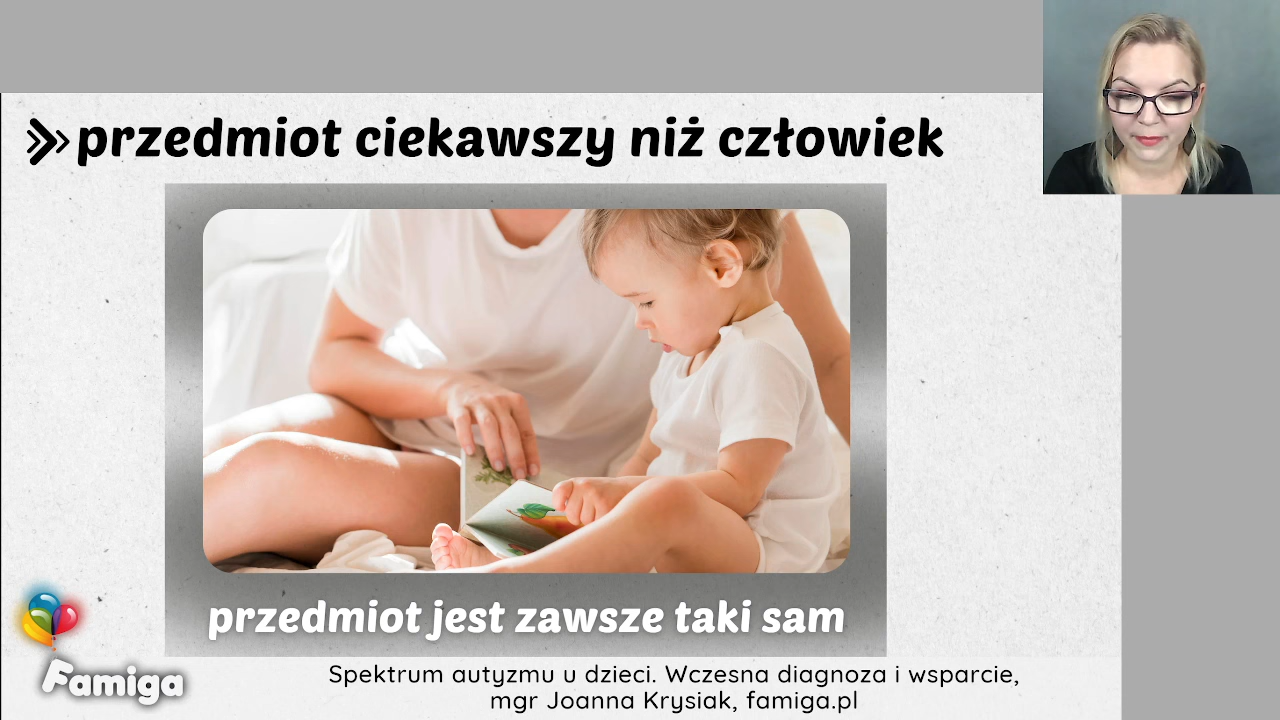 przedmiot ciekawszy niż człowiek
przedmiot jest zawsze taki sam
Famiga
Spektrum autyzmu u dzieci. Wczesna diagnoza i wsparcie,
mgr Joanna Krysiak, famiga.pl